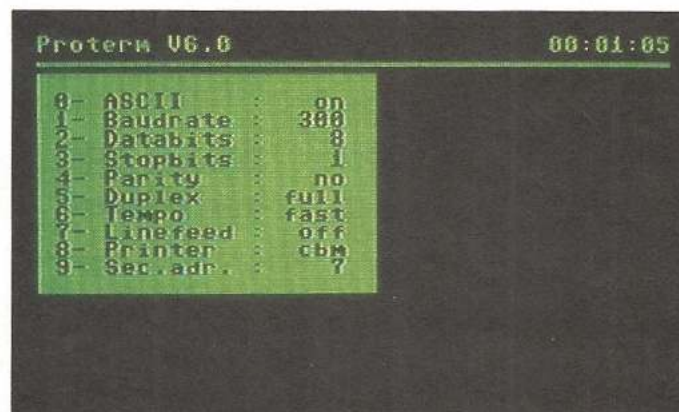 Proterm V6.0 00:01:05
0- ASCII : on
1- Baudrate : 300
2- Databits : 8
3- Stopbits : 1
4- Parity : no
5- Duplex : full
6- Tempo : fast
7- Linefeed : off
8- Printer : cbm
9- Sec.adr. : 7